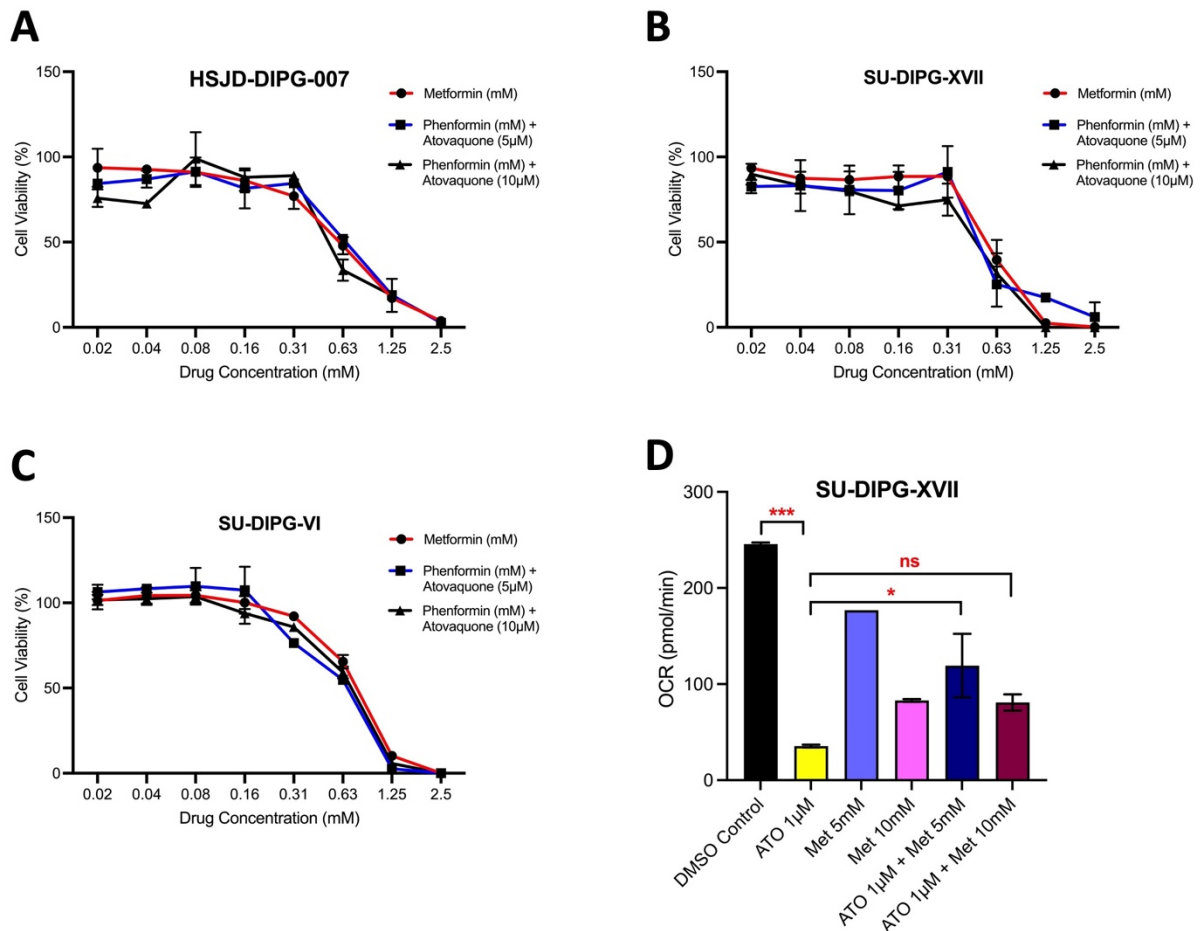 A
HSJD-DIPG-007
Cell Viability (%)
150
100
50
0
0.02 0.04 0.08 0.16 0.31 0.63 1.25 2.5
Drug Concentration (mM)
Metformin (mM)
Phenformin (mM) +
Atovaquone (5µM)
Phenformin (mM) +
Atovaquone (10µM)
B
SU-DIPG-XVII
Cell Viability (%)
150
100
50
0
0.02 0.04 0.08 0.16 0.31 0.63 1.25 2.5
Drug Concentration (mM)
Metformin (mM)
Phenformin (mM) +
Atovaquone (5µM)
Phenformin (mM) +
Atovaquone (10µM)
C
SU-DIPG-VI
Cell Viability (%)
150
100
50
0
0.02 0.04 0.08 0.16 0.31 0.63 1.25 2.5
Drug Concentration (mM)
Metformin (mM)
Phenformin (mM) +
Atovaquone (5µM)
Phenformin (mM) +
Atovaquone (10µM)
D
SU-DIPG-XVII
OCR (pmol/min)
300
200
100
0
***
ns
*
DMSO Control
ATO 1µM
Met 5mM
Met 10mM
ATO 1µM + Met 5mM
ATO 1µM + Met 10mM